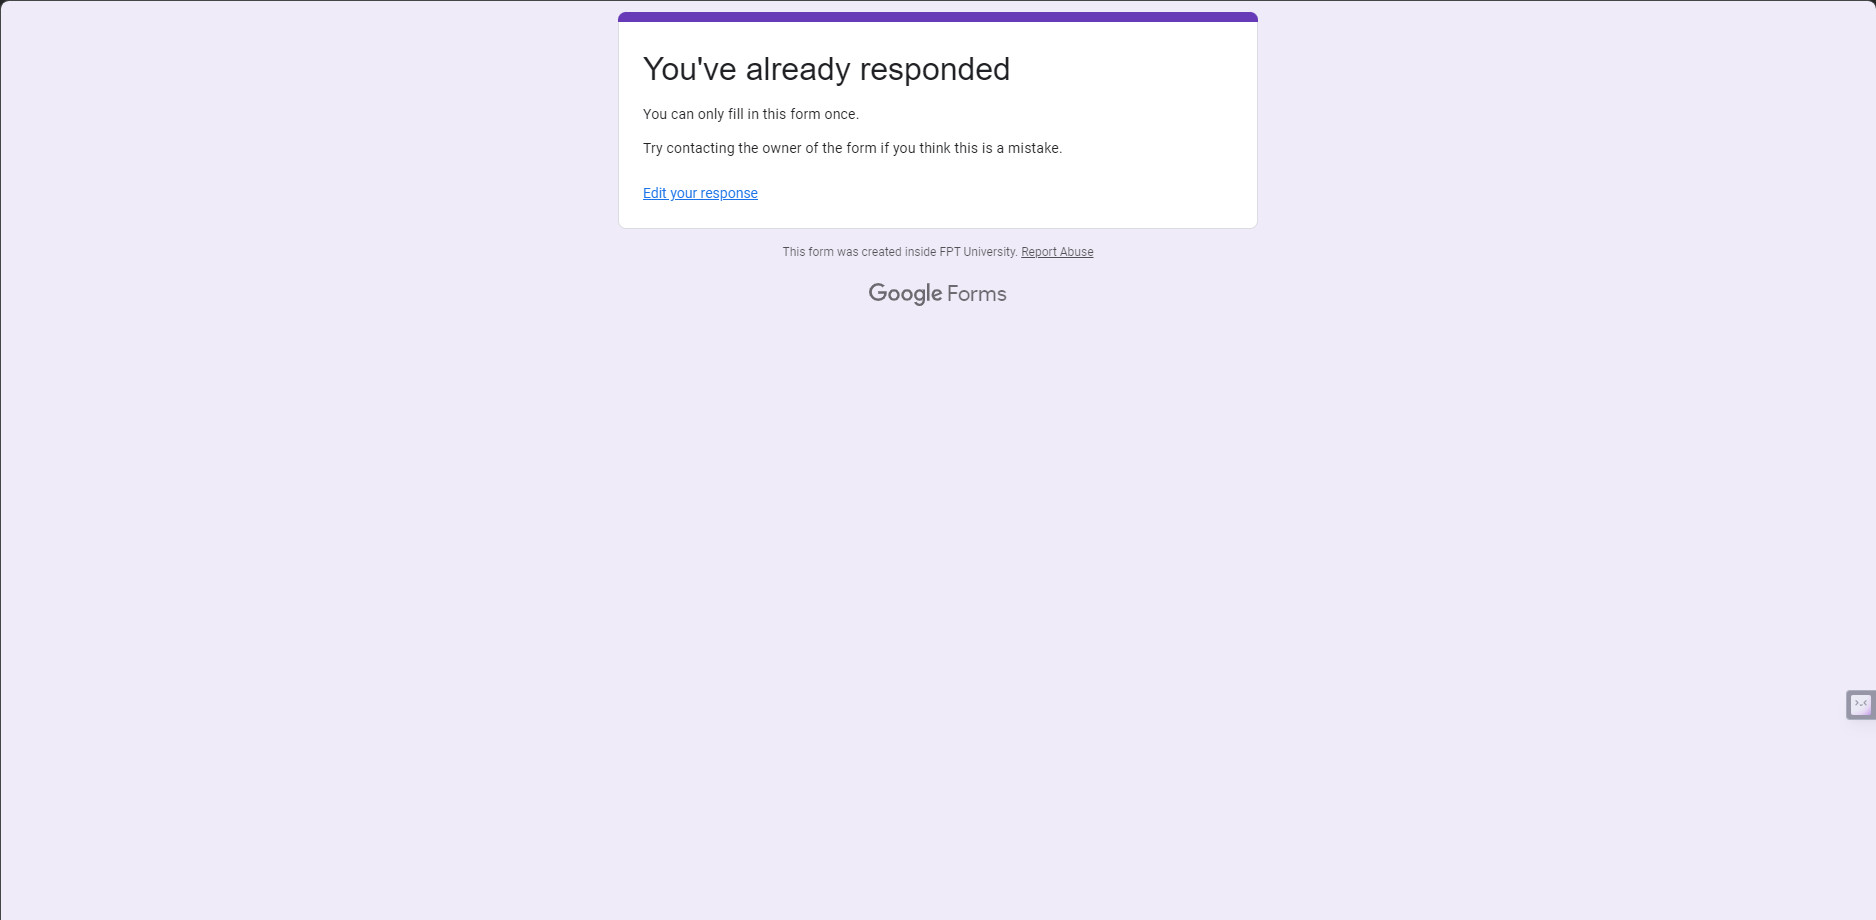 You've already responded
You can only fill in this form once.
Try contacting the owner of the form if you think this is a mistake.
Edit your response
This form was created inside FPT University. Report Abuse
Google Forms